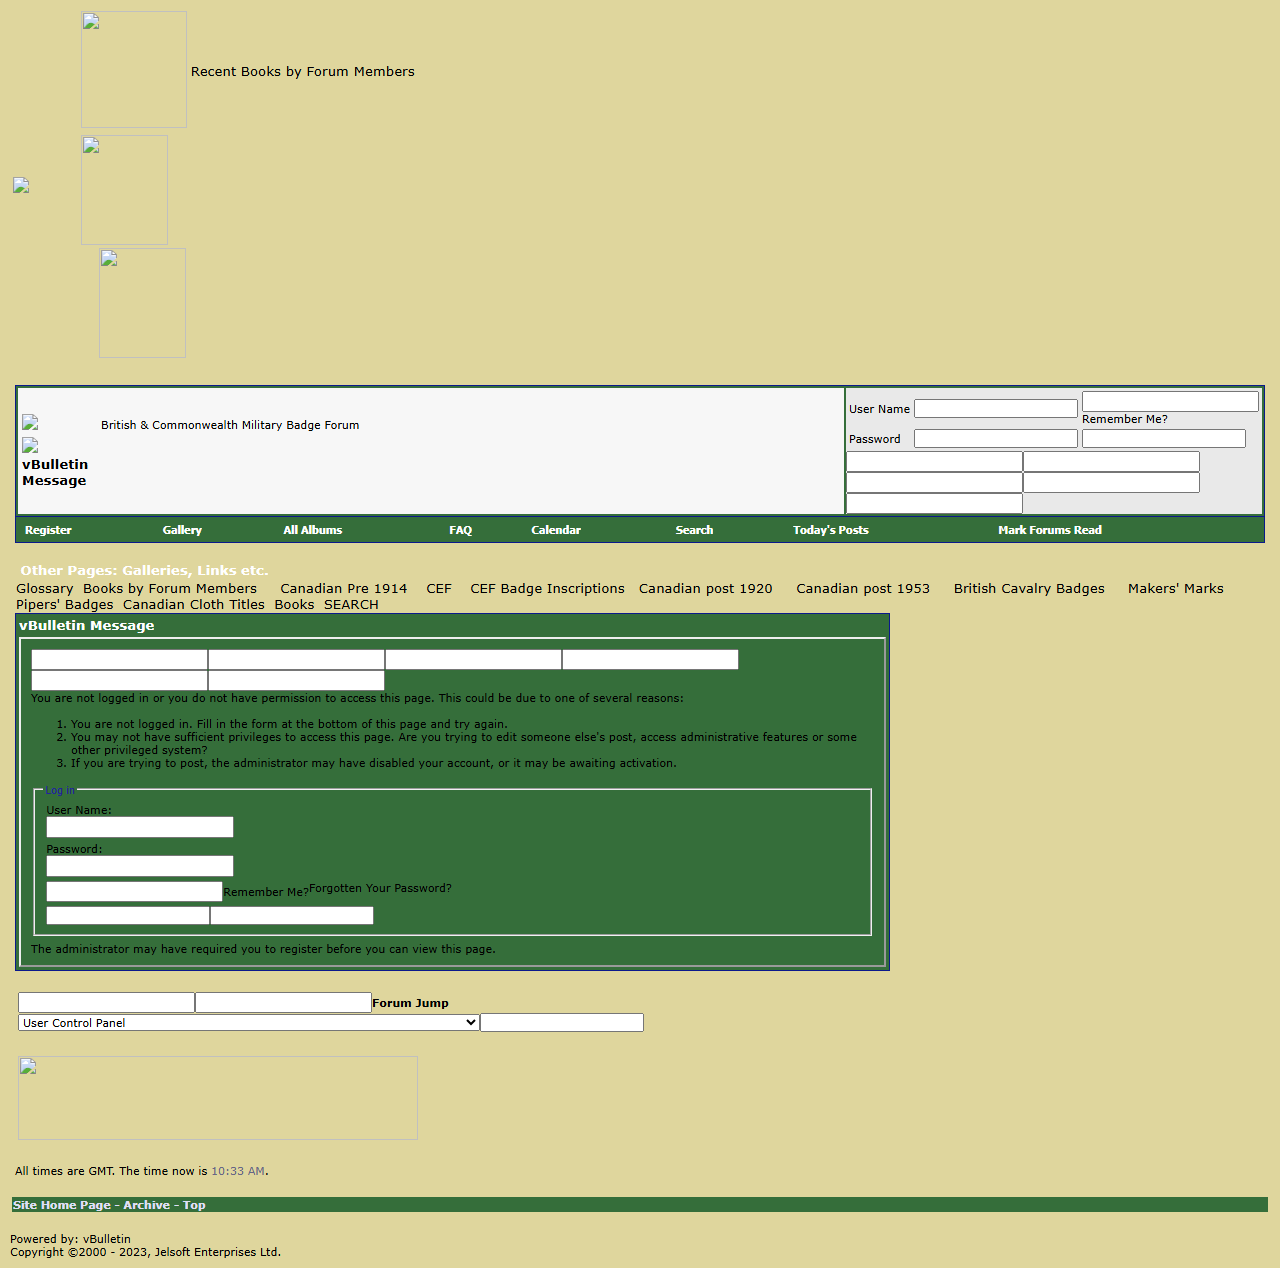 Recent Books by Forum Members
British & Commonwealth Military Badge Forum
vBulletin
Message
User Name
Remember Me?
Password
Register Gallery All Albums FAQ Calendar Search Today's Posts Mark Forums Read
Other Pages: Galleries, Links etc.
Glossary Books by Forum Members Canadian Pre 1914 CEF CEF Badge Inscriptions Canadian post 1920 Canadian post 1953 British Cavalry Badges Makers' Marks
Pipers' Badges Canadian Cloth Titles Books SEARCH
vBulletin Message
You are not logged in or you do not have permission to access this page. This could be due to one of several reasons:
1. You are not logged in. Fill in the form at the bottom of this page and try again.
2. You may not have sufficient privileges to access this page. Are you trying to edit someone else's post, access administrative features or some
other privileged system?
3. If you are trying to post, the administrator may have disabled your account, or it may be awaiting activation.
Log in
User Name:
Password:
Remember Me? Forgotten Your Password?
The administrator may have required you to register before you can view this page.
Forum Jump
User Control Panel
All times are GMT. The time now is 10:33 AM.
Site Home Page - Archive - Top
Powered by: vBulletin
Copyright ©2000 - 2023, Jelsoft Enterprises Ltd.